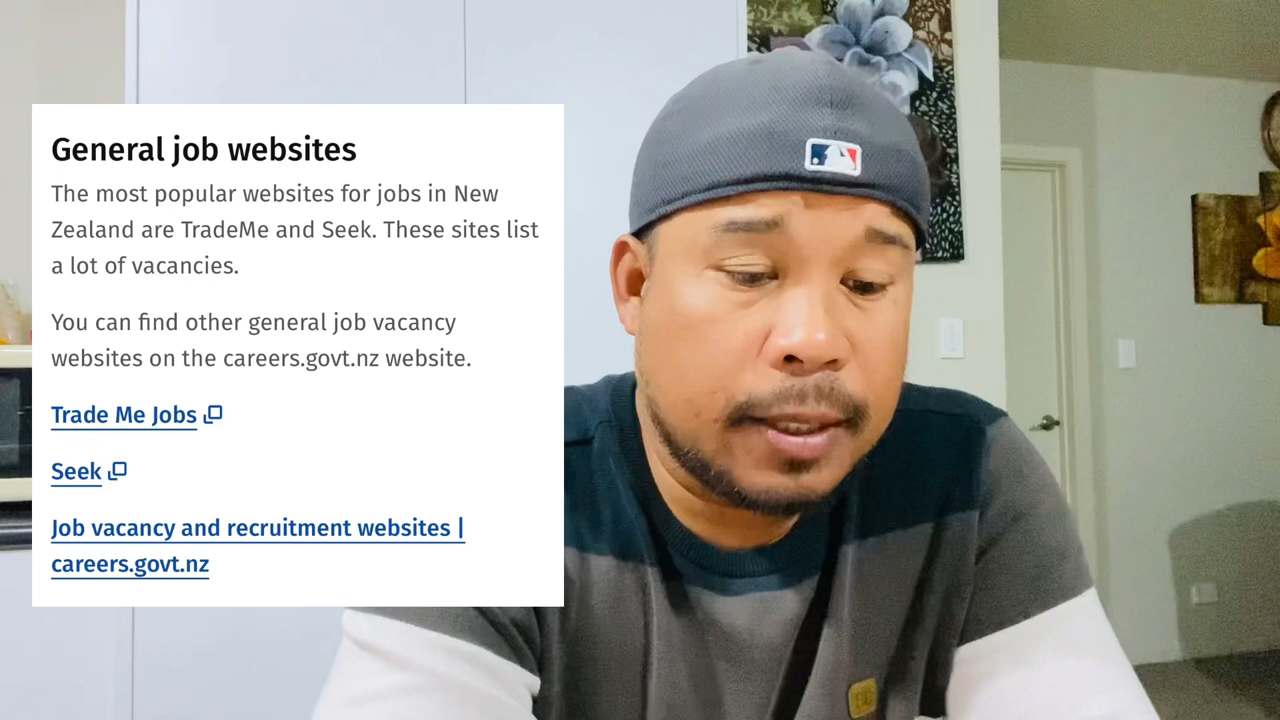 General job websites
The most popular websites for jobs in New
Zealand are TradeMe and Seek. These sites list
a lot of vacancies.
You can find other general job vacancy
websites on the careers.govt.nz website.
Trade Me Jobs
Seek
Job vacancy and recruitment websites |
careers.govt.nz